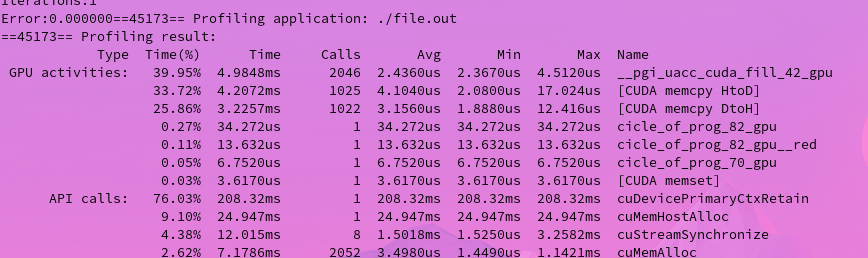 Iterations:1
Error:0.000000==45173== Profiling application: ./file.out
==45173== Profiling result:
Type Time(%) Time Calls Avg Min Max Name
GPU activities: 39.95% 4.9848ms 2046 2.4360us 2.3670us 4.5120us __pgi_uacc_cuda_fill_42_gpu
33.72% 4.2072ms 1025 4.1040us 2.0800us 17.024us [CUDA memcpy HtoD]
25.86% 3.2257ms 1022 3.1560us 1.8880us 12.416us [CUDA memcpy DtoH]
0.27% 34.272us 1 34.272us 34.272us 34.272us cicle_of_prog_82_gpu
0.11% 13.632us 1 13.632us 13.632us 13.632us cicle_of_prog_82_gpu__red
0.05% 6.7520us 1 6.7520us 6.7520us 6.7520us cicle_of_prog_70_gpu
0.03% 3.6170us 1 3.6170us 3.6170us 3.6170us [CUDA memset]
API calls: 76.03% 208.32ms 1 208.32ms 208.32ms 208.32ms cuDevicePrimaryCtxRetain
9.10% 24.947ms 1 24.947ms 24.947ms 24.947ms cuMemHostAlloc
4.38% 12.015ms 8 1.5018ms 1.5250us 3.2582ms cuStreamSynchronize
2.62% 7.1786ms 2052 3.4980us 1.4490us 1.1421ms cuMemAlloc